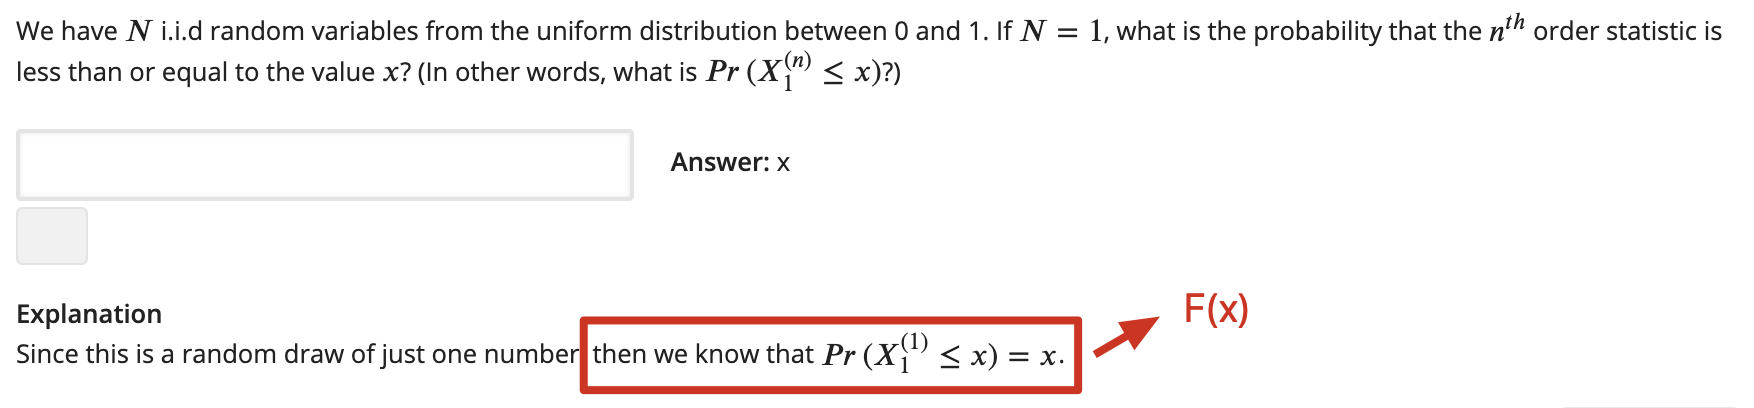 We have N i.i.d random variables from the uniform distribution between 0 and 1. If N = 1, what is the probability that the n^{th} order statistic is
less than or equal to the value x? (In other words, what is Pr (X_1^{(n)} ≤ x)?)
Answer: x
F(x)
Explanation
Since this is a random draw of just one number then we know that Pr (X_1^{(1)} ≤ x) = x.